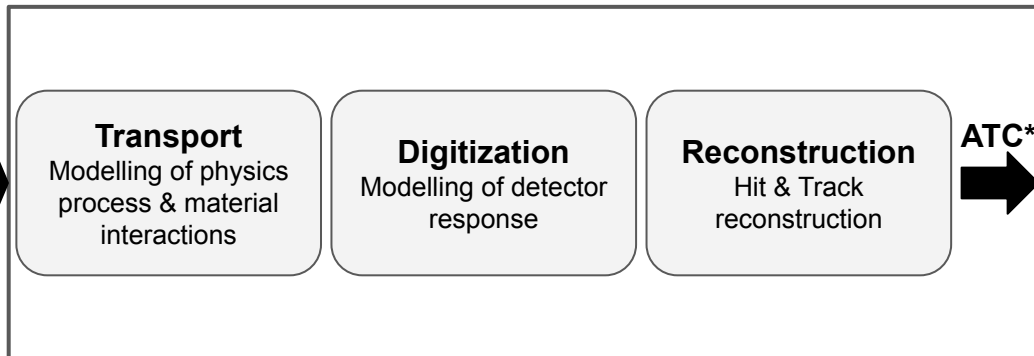 Transport
Modelling of physics
process & material
interactions
Digitization
Modelling of detector
response
Reconstruction
Hit & Track
reconstruction
ATC*